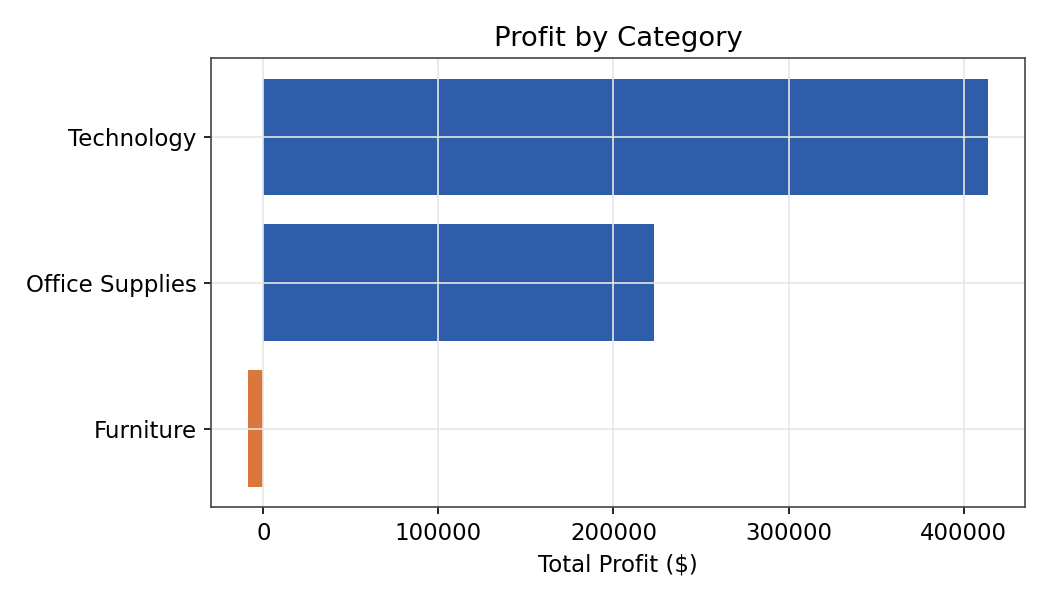 Profit by Category
Technology
Office Supplies
Furniture
0 100000 200000 300000 400000
Total Profit ($)